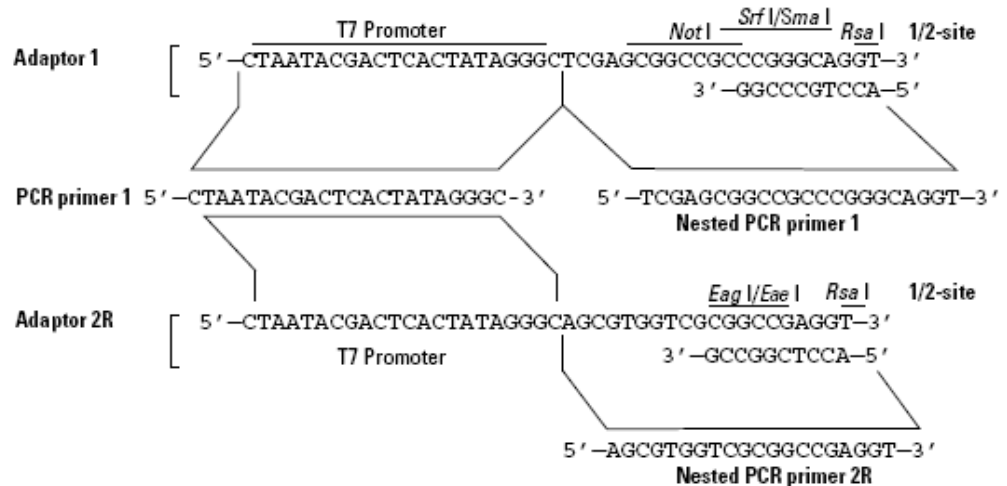 T7 Promoter Not I Srf I/Sma I Rsa I 1/2-site
Adaptor 1 5′–CTAATACGACTCACTATAGGGCTCGAGCGGCCGCCCGGGCAGGT–3′
3′–GGCCCGTCCA–5′
PCR primer 1 5′–CTAATACGACTCACTATAGGGC-3′ 5′–TCGAGCGGCCGCCCGGGCAGGT–3′
Nested PCR primer 1
Eag I/Eae I Rsa I 1/2-site
Adaptor 2R 5′–CTAATACGACTCACTATAGGGCAGCGTGGTCGCGGCCGAGGT–3′
T7 Promoter 3′–GCCGGCTCCA–5′
5′–AGCGTGGTCGCGGCCGAGGT–3′
Nested PCR primer 2R